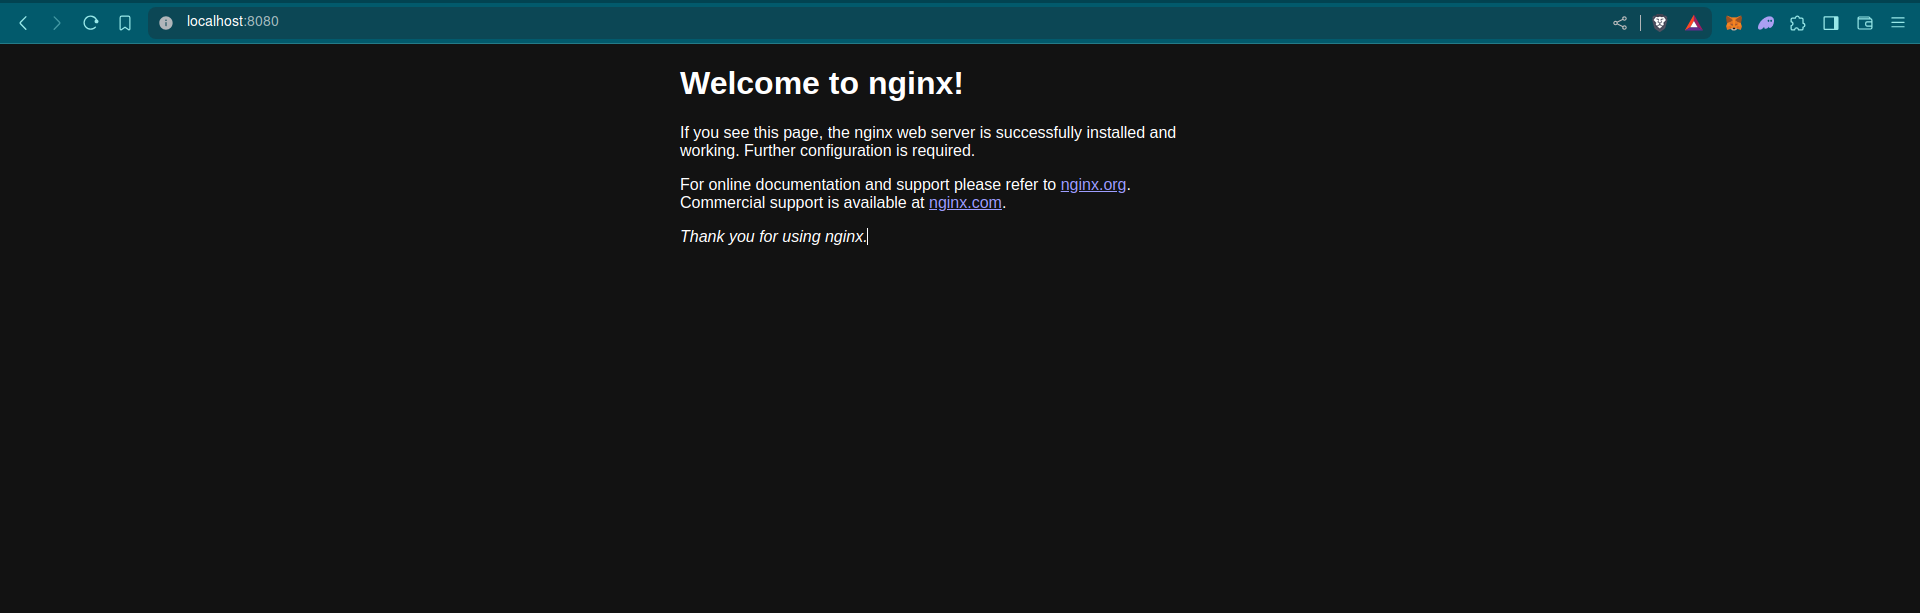 localhost:8080
Welcome to nginx!
If you see this page, the nginx web server is successfully installed and
working. Further configuration is required.
For online documentation and support please refer to nginx.org.
Commercial support is available at nginx.com.
Thank you for using nginx.